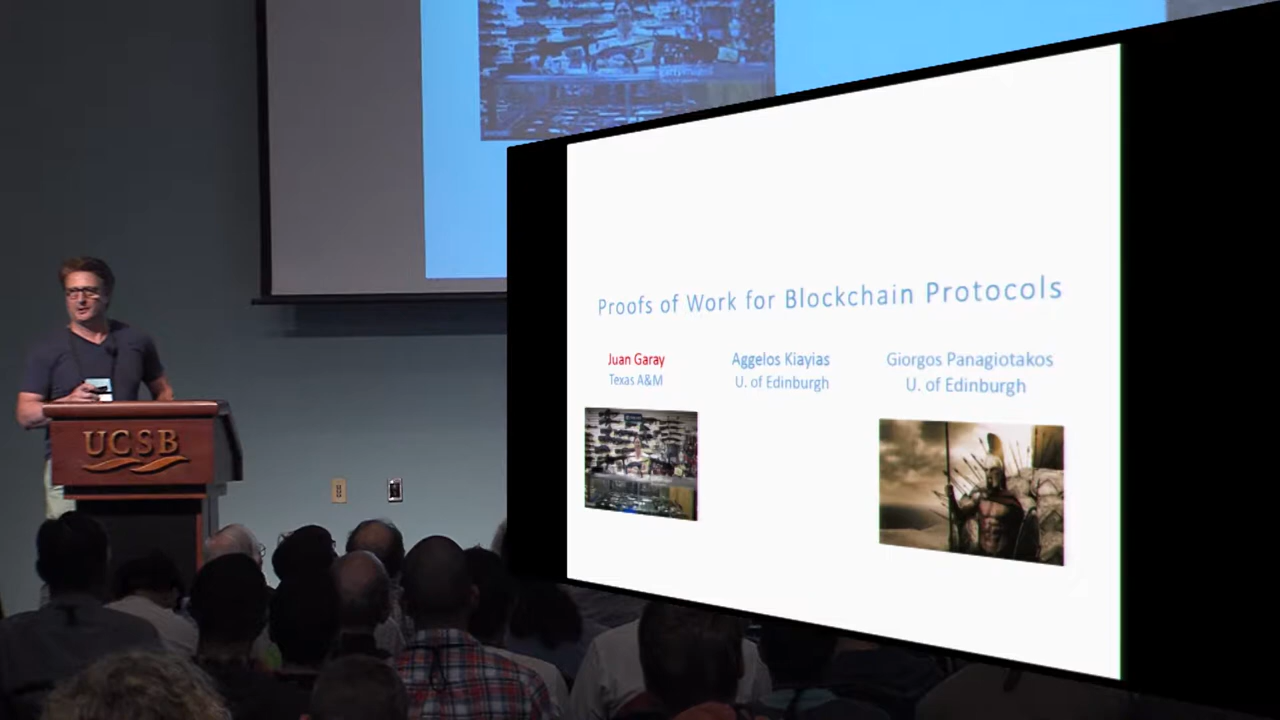 Proofs of Work for Blockchain Protocols
Juan Garay Aggelos Kiayias Giorgos Panagiotakos
Texas A&M U. of Edinburgh U. of Edinburgh
UCSB